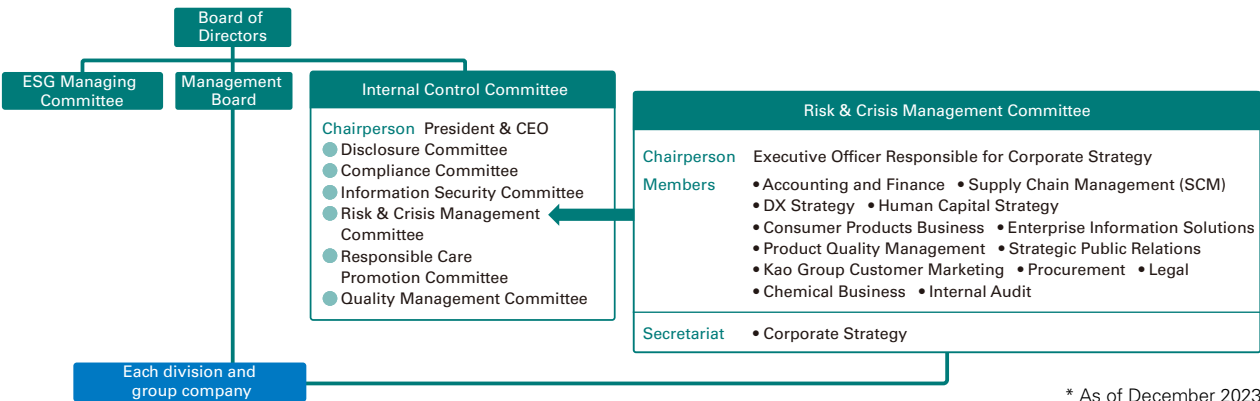 Board of
Directors
ESG Managing
Committee
Management
Board
Internal Control Committee
Chairperson President & CEO
Disclosure Committee
Compliance Committee
Information Security Committee
Risk & Crisis Management
Committee
Responsible Care
Promotion Committee
Quality Management Committee
Risk & Crisis Management Committee
Chairperson Executive Officer Responsible for Corporate Strategy
Members • Accounting and Finance • Supply Chain Management (SCM)
• DX Strategy • Human Capital Strategy
• Consumer Products Business • Enterprise Information Solutions
• Product Quality Management • Strategic Public Relations
• Kao Group Customer Marketing • Procurement • Legal
• Chemical Business • Internal Audit
Secretariat • Corporate Strategy
Each division and
group company
* As of December 2023